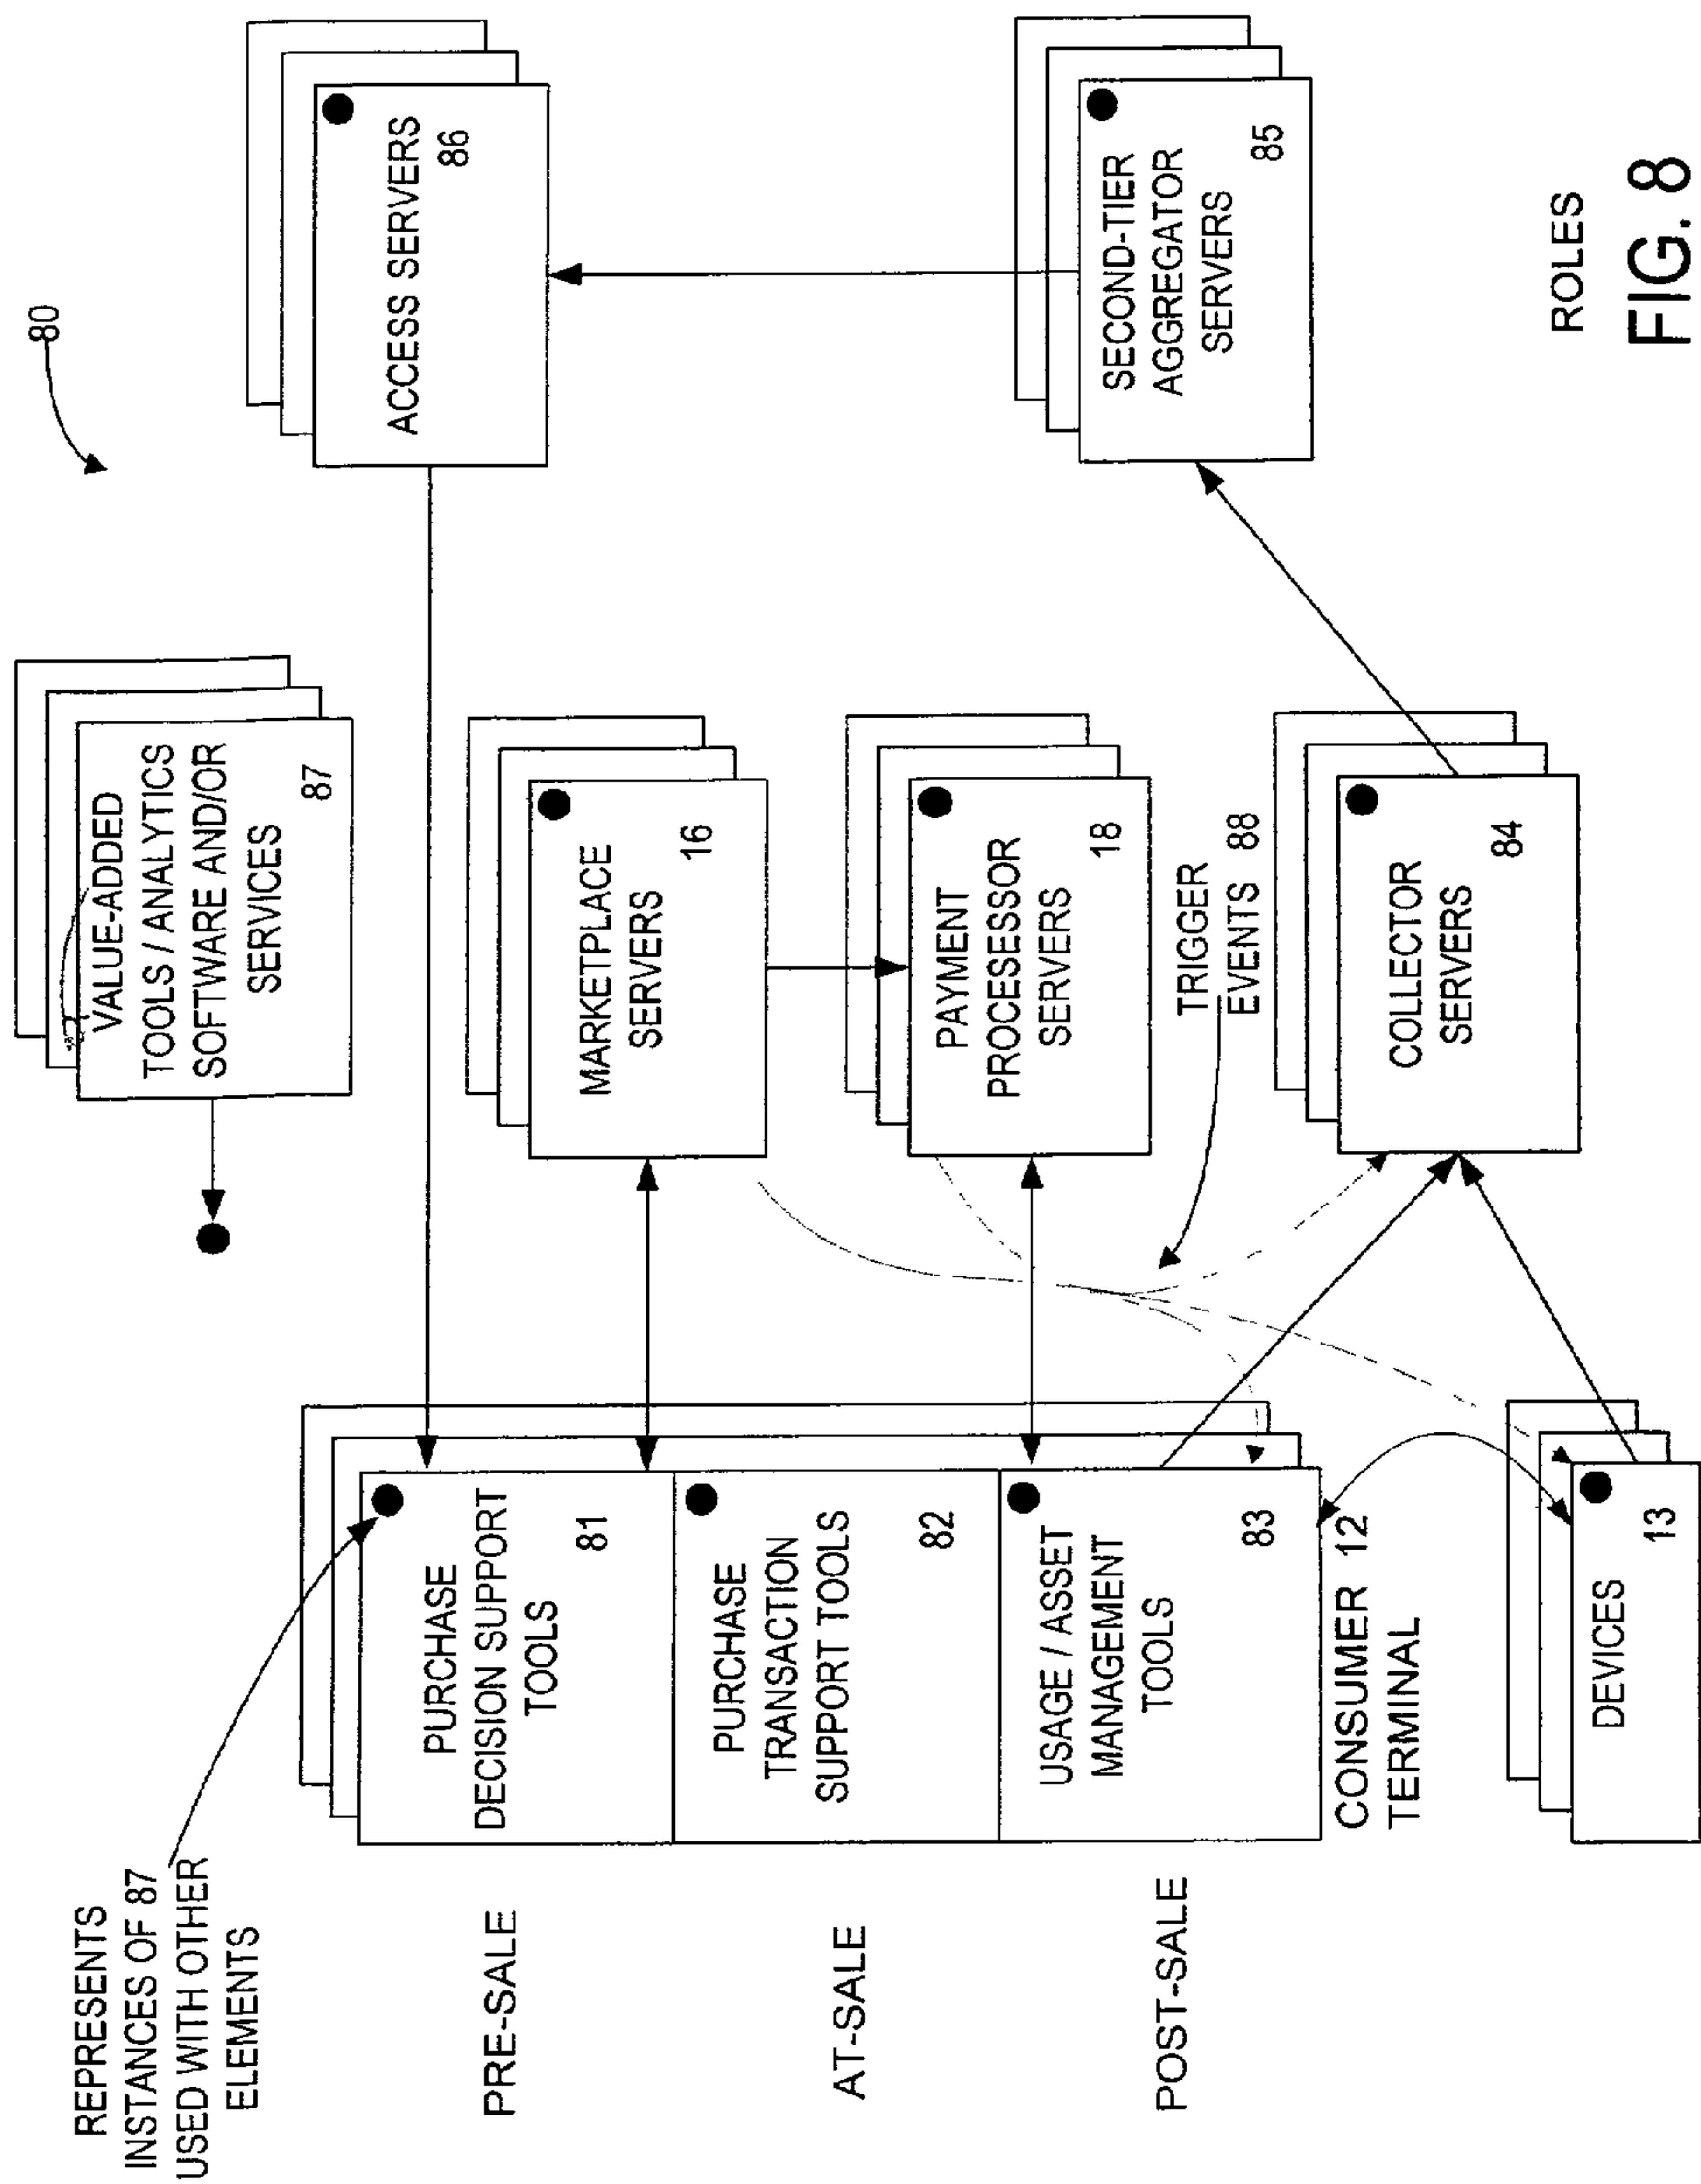 80
REPRESENTS
INSTANCES OF 87
USED WITH OTHER
ELEMENTS
VALUE-ADDED
TOOLS / ANALYTICS
SOFTWARE AND/OR
SERVICES
87
ACCESS SERVERS
86
PRE-SALE
PURCHASE
DECISION SUPPORT
TOOLS
81
MARKETPLACE
SERVERS
16
AT-SALE
PURCHASE
TRANSACTION
SUPPORT TOOLS
82
PAYMENT
PROCESSESSOR
SERVERS
18
POST-SALE
USAGE / ASSET
MANAGEMENT
TOOLS
83
TRIGGER
EVENTS 88
SECOND-TIER
AGGREGATOR
SERVERS
85
CONSUMER 12
TERMINAL
COLLECTOR
SERVERS
84
DEVICES
13
ROLES
FIG. 8